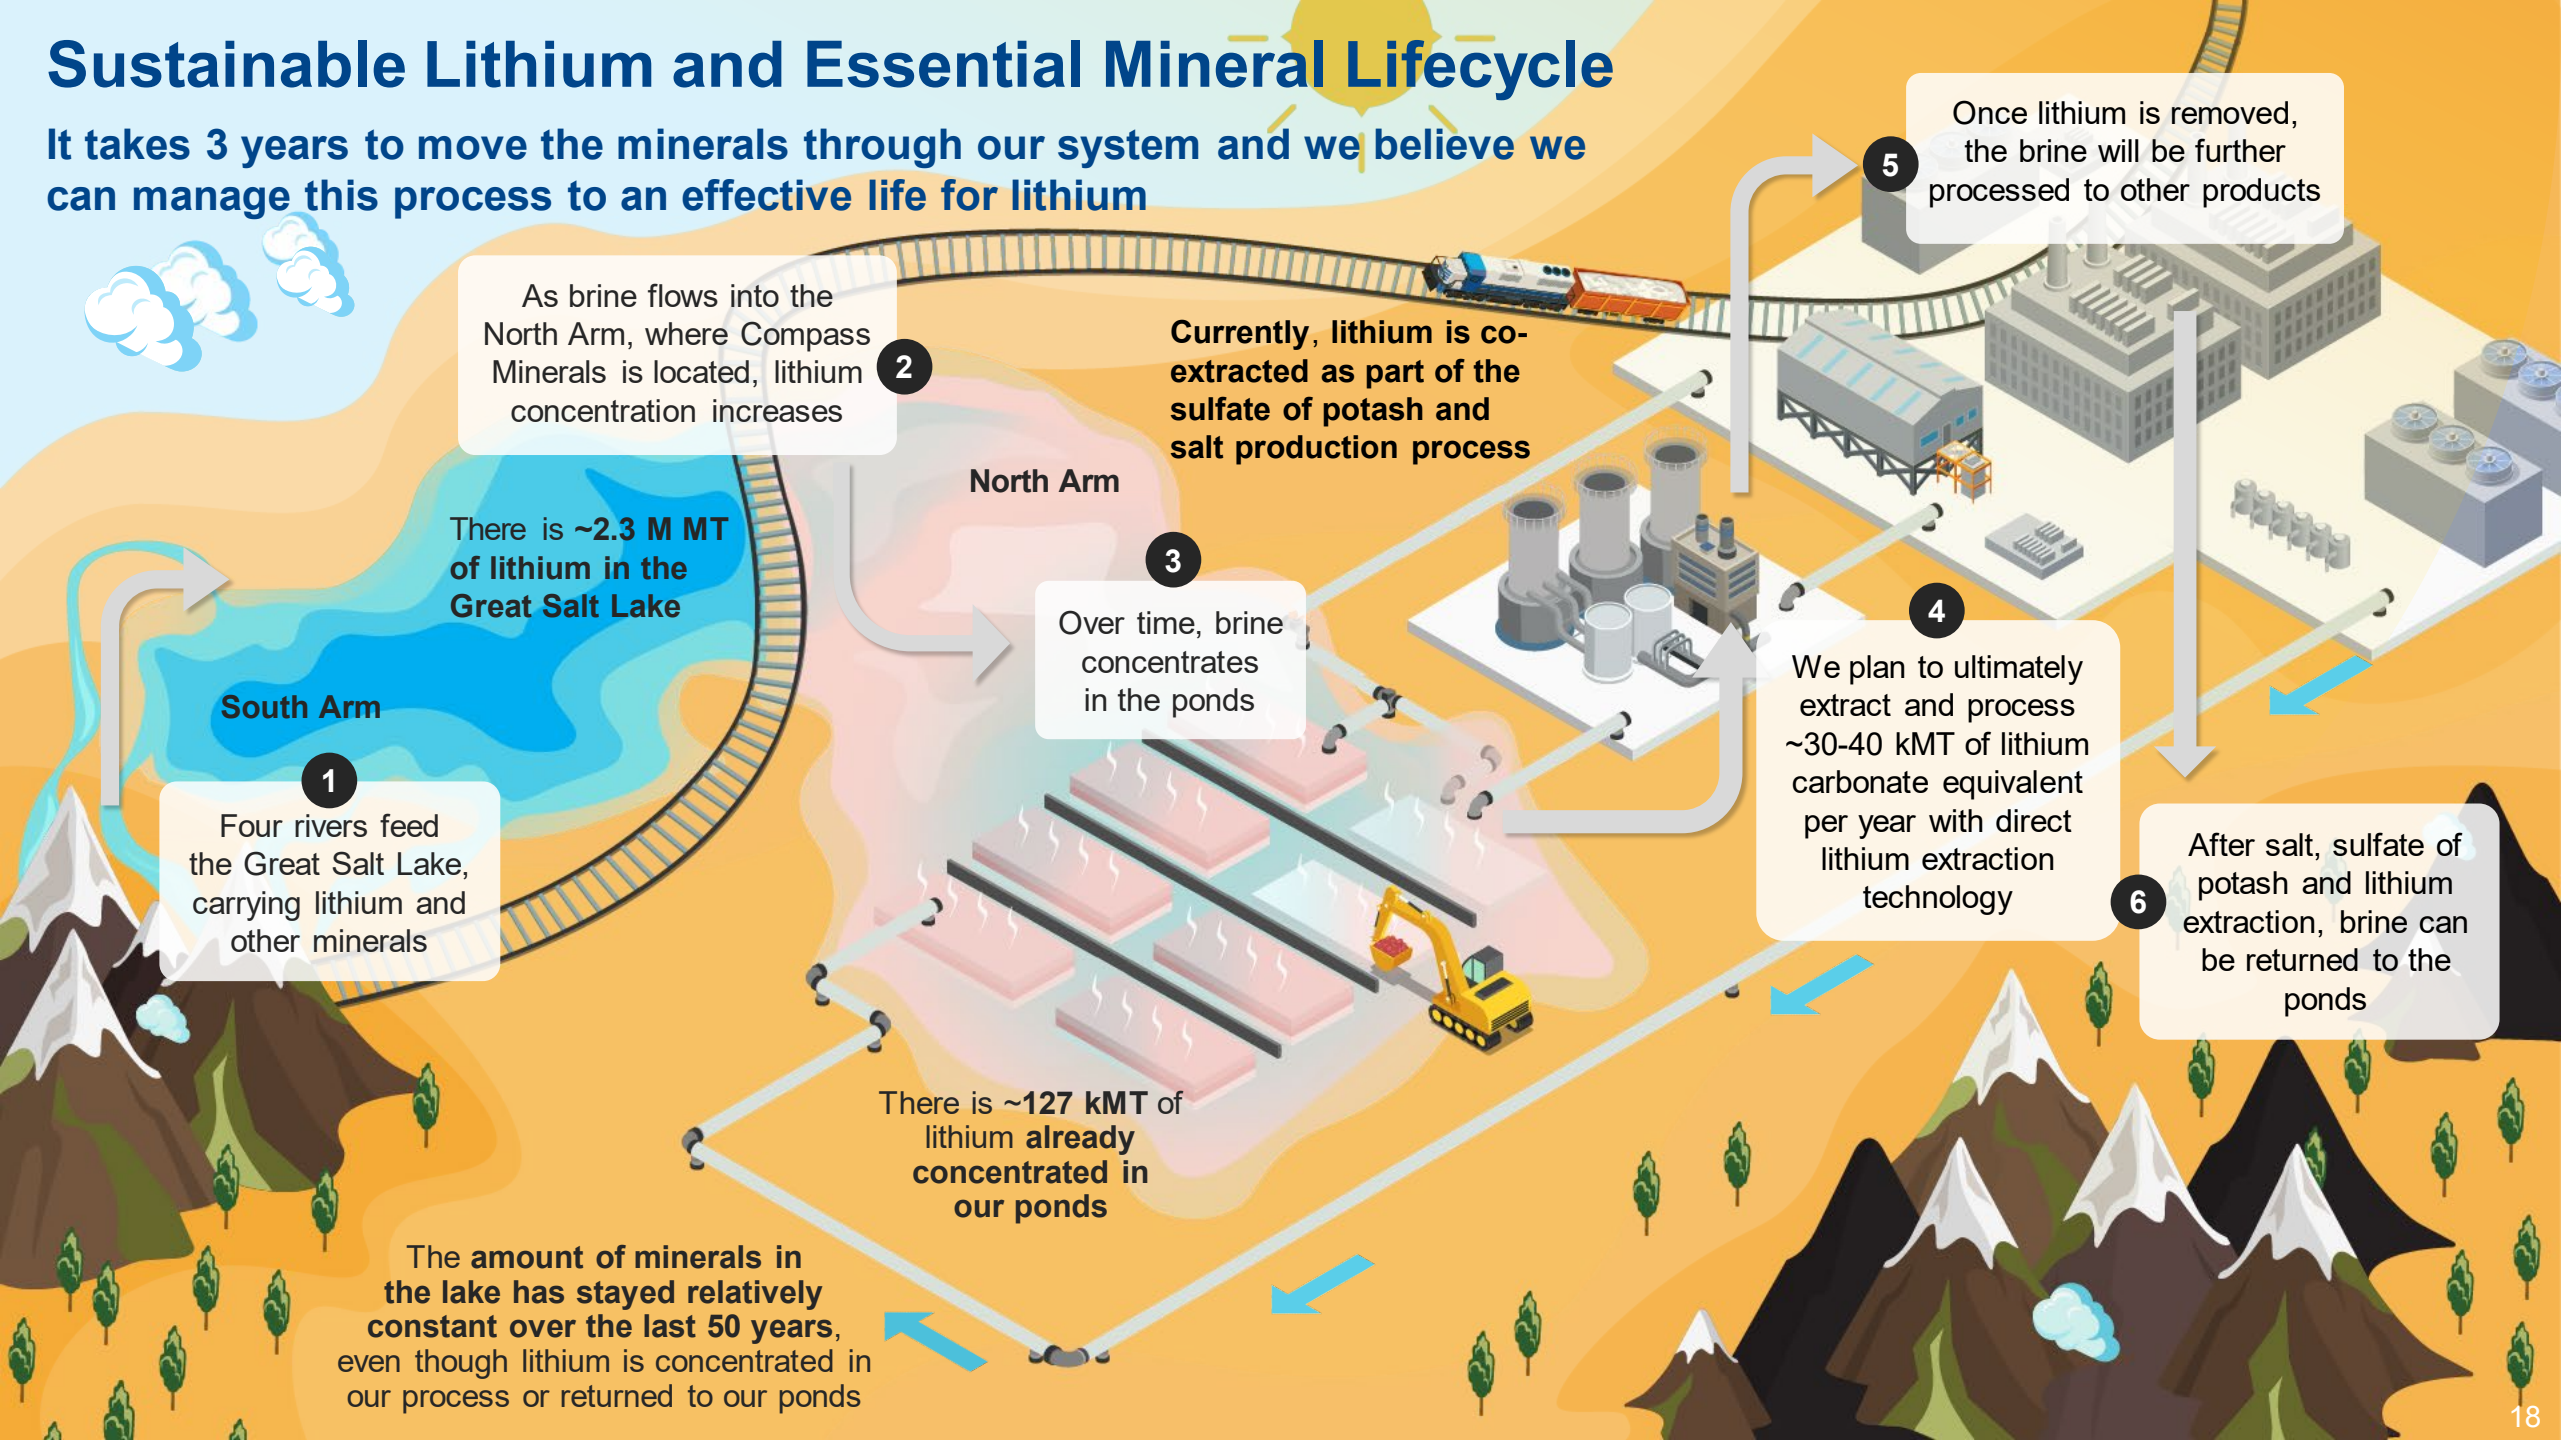 Sustainable Lithium and Essential Mineral Lifecycle
It takes 3 years to move the minerals through our system and we believe we
can manage this process to an effective life for lithium
1
Four rivers feed
the Great Salt Lake,
carrying lithium and
other minerals
South Arm
There is ~2.3 M MT
of lithium in the
Great Salt Lake
As brine flows into the
North Arm, where Compass
Minerals is located, lithium
concentration increases
2
North Arm
Currently, lithium is co-
extracted as part of the
sulfate of potash and
salt production process
3
Over time, brine
concentrates
in the ponds
4
We plan to ultimately
extract and process
~30-40 kMT of lithium
carbonate equivalent
per year with direct
lithium extraction
technology
5
Once lithium is removed,
the brine will be further
processed to other products
6
After salt, sulfate of
potash and lithium
extraction, brine can
be returned to the
ponds
There is ~127 kMT of
lithium already
concentrated in
our ponds
The amount of minerals in
the lake has stayed relatively
constant over the last 50 years,
even though lithium is concentrated in
our process or returned to our ponds
18